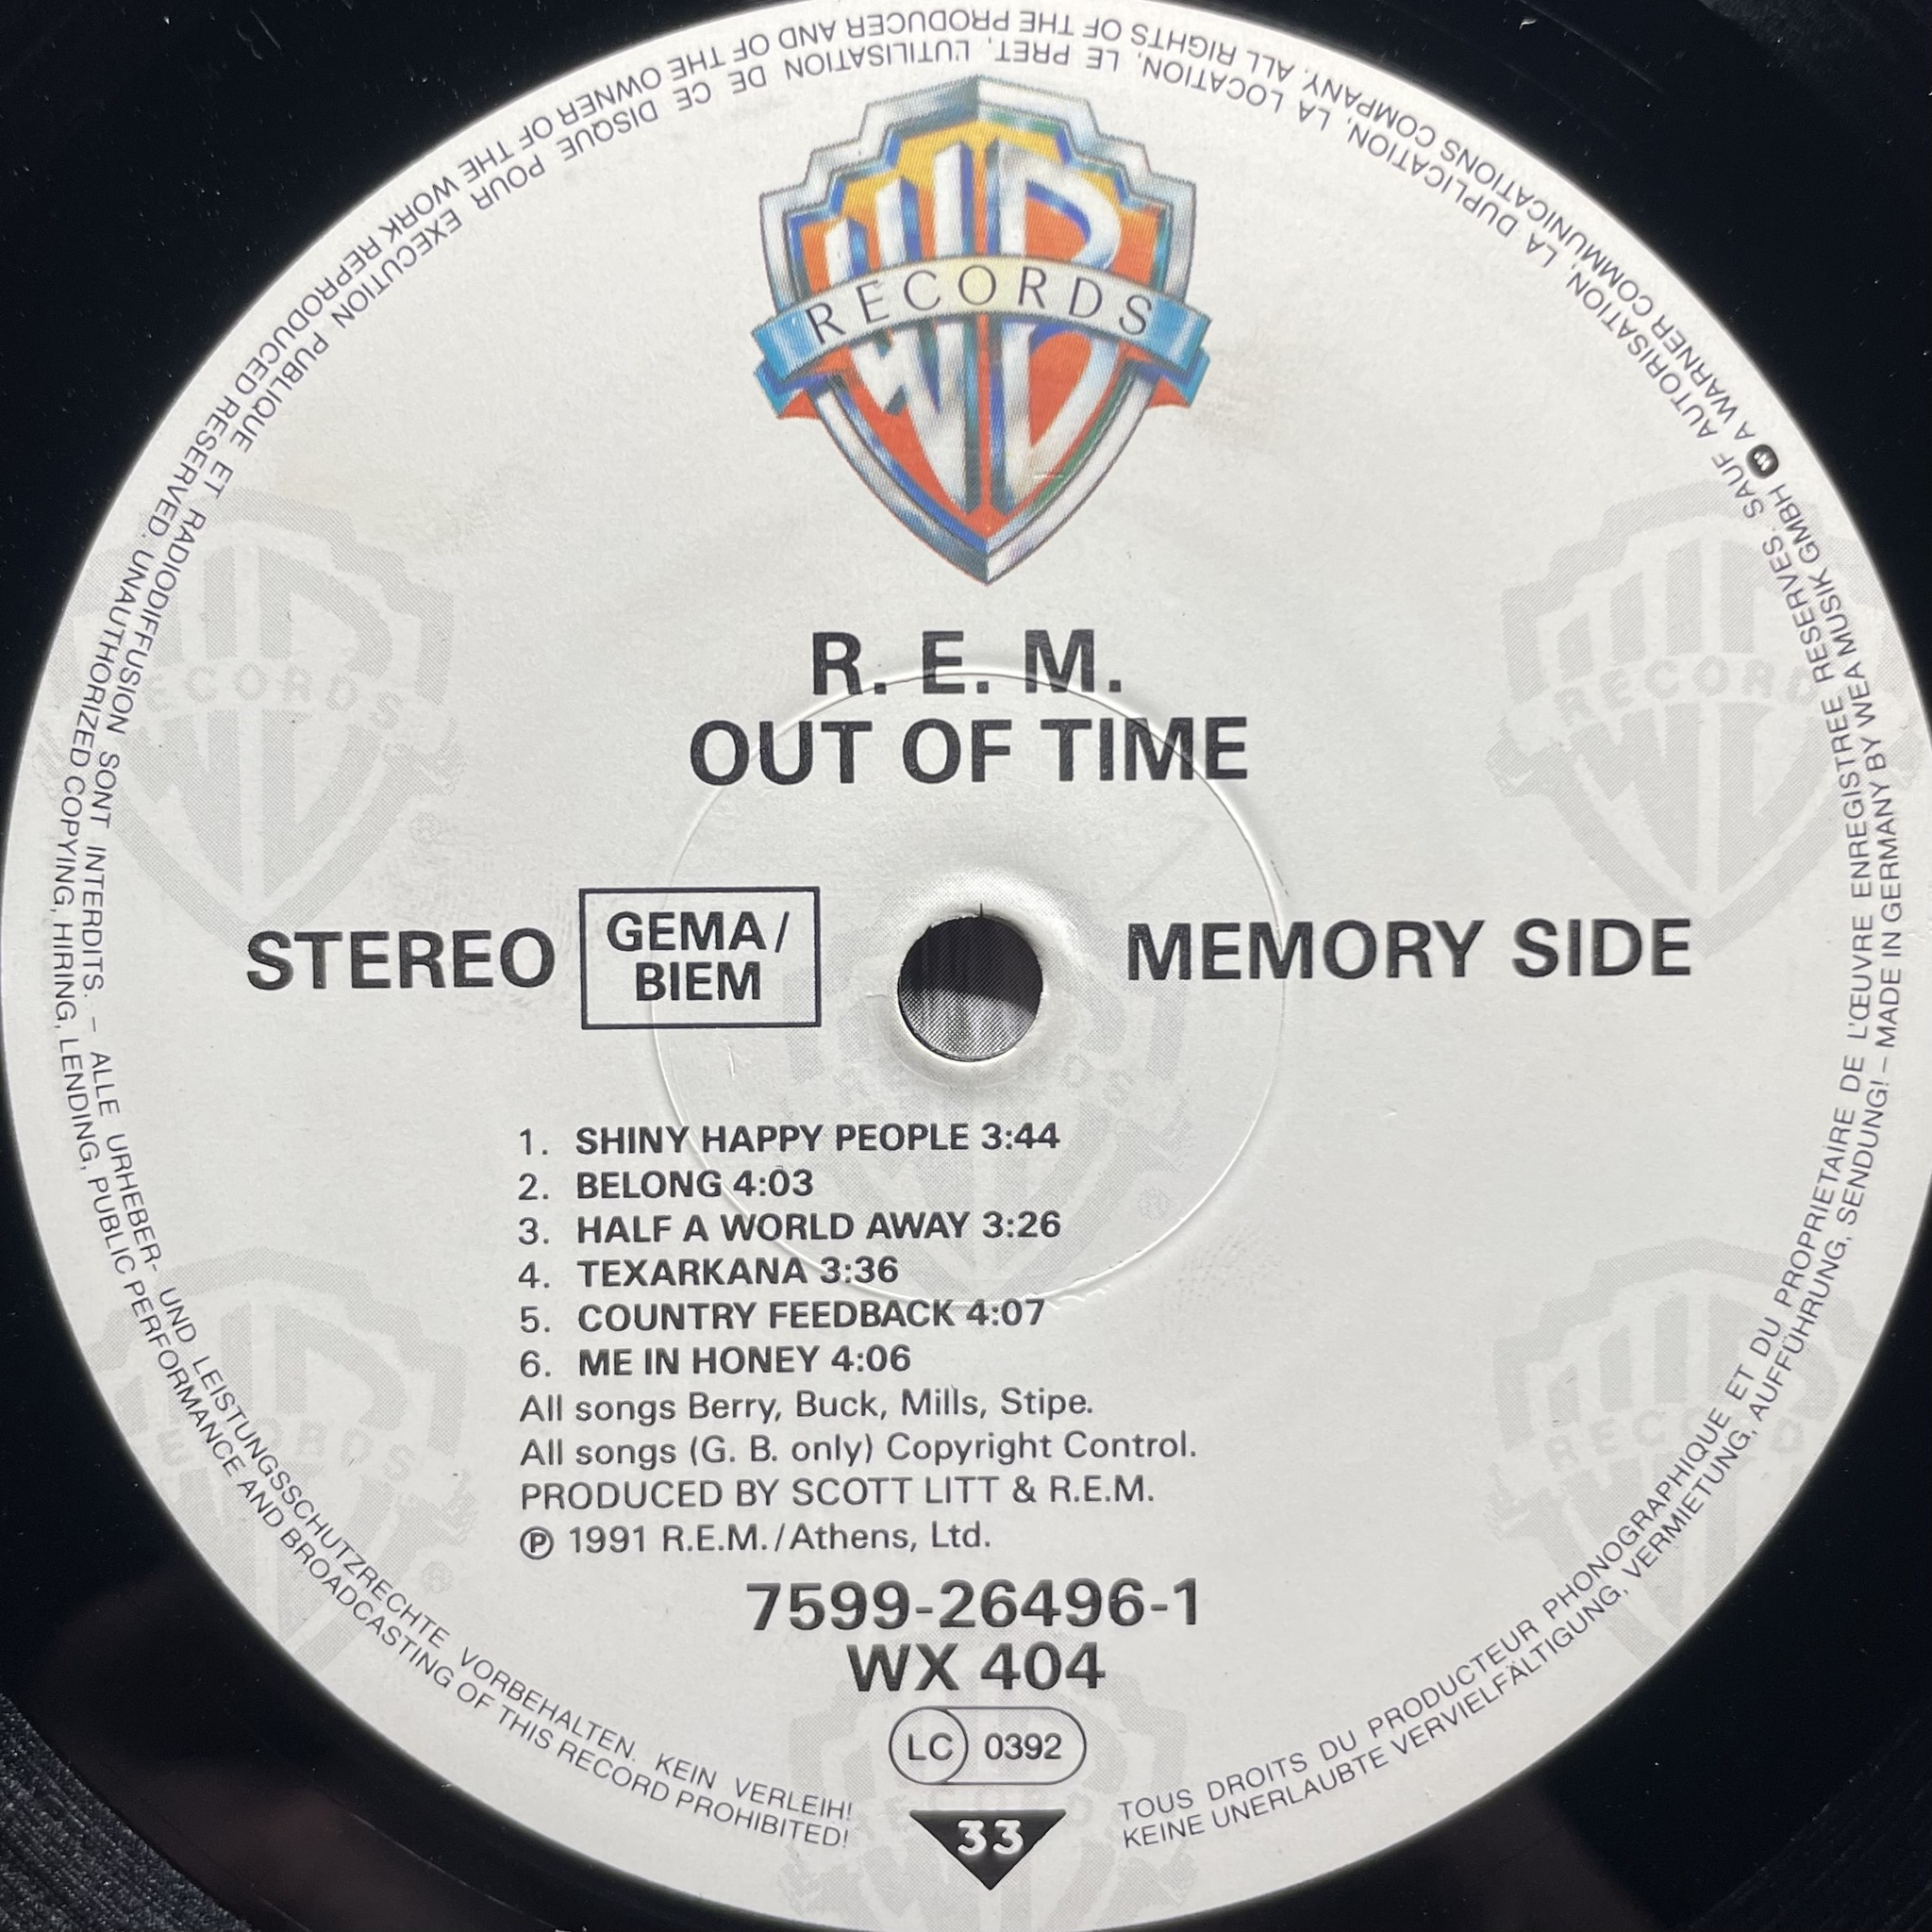 RECORDS
R. E. M.
OUT OF TIME
STEREO
GEMA/
BIEM
MEMORY SIDE
1. SHINY HAPPY PEOPLE 3:44
2. BELONG 4:03
3. HALF A WORLD AWAY 3:26
4. TEXARKANA 3:36
5. COUNTRY FEEDBACK 4:07
6. ME IN HONEY 4:06
All songs Berry, Buck, Mills, Stipe.
All songs (G. B. only) Copyright Control.
PRODUCED BY SCOTT LITT & R.E.M.
℗ 1991 R.E.M./Athens, Ltd.
7599-26496-1
WX 404
LC 0392
33
TOUS DROITS DU PRODUCTEUR PHONOGRAPHIQUE ET DU PROPRIETAIRE DE L'ŒUVRE ENREGISTREE RESERVES. SAUF AUTORISATION, LA DUPLICATION, LA LOCATION, LE PRET, L'UTILISATION DE CE DISQUE POUR EXECUTION PUBLIQUE ET RADIODIFFUSION SONT INTERDITS. – ALLE URHEBER- UND LEISTUNGSSCHUTZRECHTE VORBEHALTEN. KEIN VERLEIH!
KEINE UNERLAUBTE VERVIELFÄLTIGUNG, VERMIETUNG, AUFFÜHRUNG, SENDUNG! – MADE IN GERMANY BY WEA MUSIK GMBH A WARNER COMMUNICATIONS COMPANY. ALL RIGHTS OF THE PRODUCER AND OF THE OWNER OF THE WORK REPRODUCED RESERVED. UNAUTHORIZED COPYING, HIRING, LENDING, PUBLIC PERFORMANCE AND BROADCASTING OF THIS RECORD PROHIBITED!